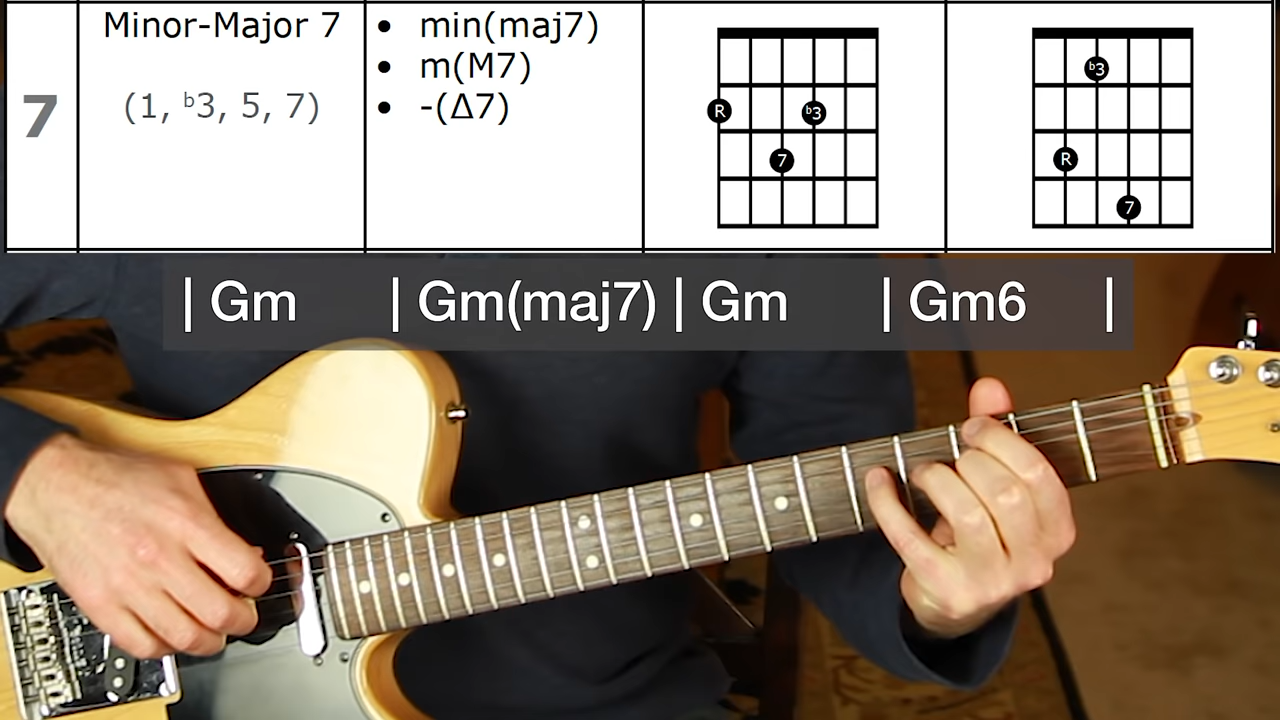 7
Minor-Major 7
(1, ♭3, 5, 7)
• min(maj7)
• m(M7)
• -(Δ7)
R ♭3
7
♭3
R
7
| Gm | Gm(maj7) | Gm | Gm6 |